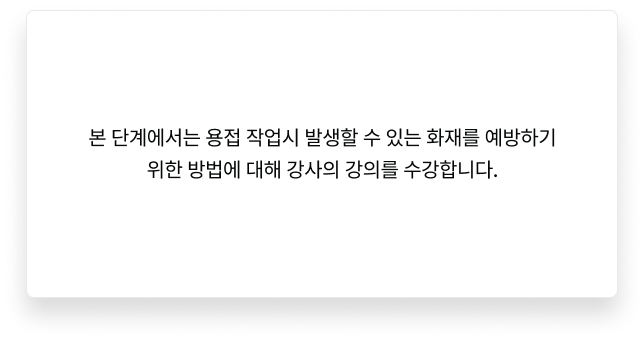 본 단계에서는 용접 작업시 발생할 수 있는 화재를 예방하기
위한 방법에 대해 강사의 강의를 수강합니다.